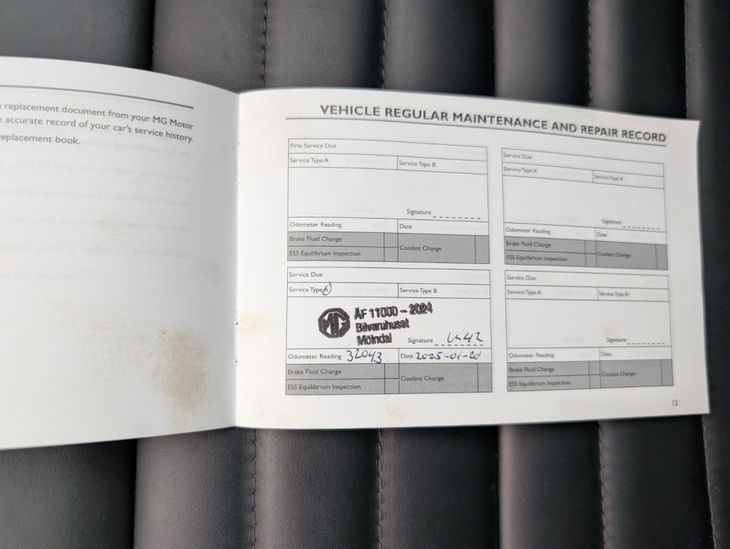 replacement document from your MG Motor
accurate record of your car's service history.
replacement book.
VEHICLE REGULAR MAINTENANCE AND REPAIR RECORD
First Service Due
Service Type A Service Type B
Signature
Odometer Reading Date
Brake Fluid Change
Coolant Change
ESS Equilibrium Inspection
Service Due
Service Type A Service Type B
Signature
Odometer Reading Date
Brake Fluid Change
Coolant Change
ESS Equilibrium Inspection
Service Due
Service Type A Service Type B
MG
ÅF 11000 - 2024
Bilvaruhuset
Mölndal
Signature
Odometer Reading 32043 Date 2025-01-20
Brake Fluid Change
Coolant Change
ESS Equilibrium Inspection
Service Due
Service Type A Service Type B
Signature
Odometer Reading Date
Brake Fluid Change
Coolant Change
ESS Equilibrium Inspection
12